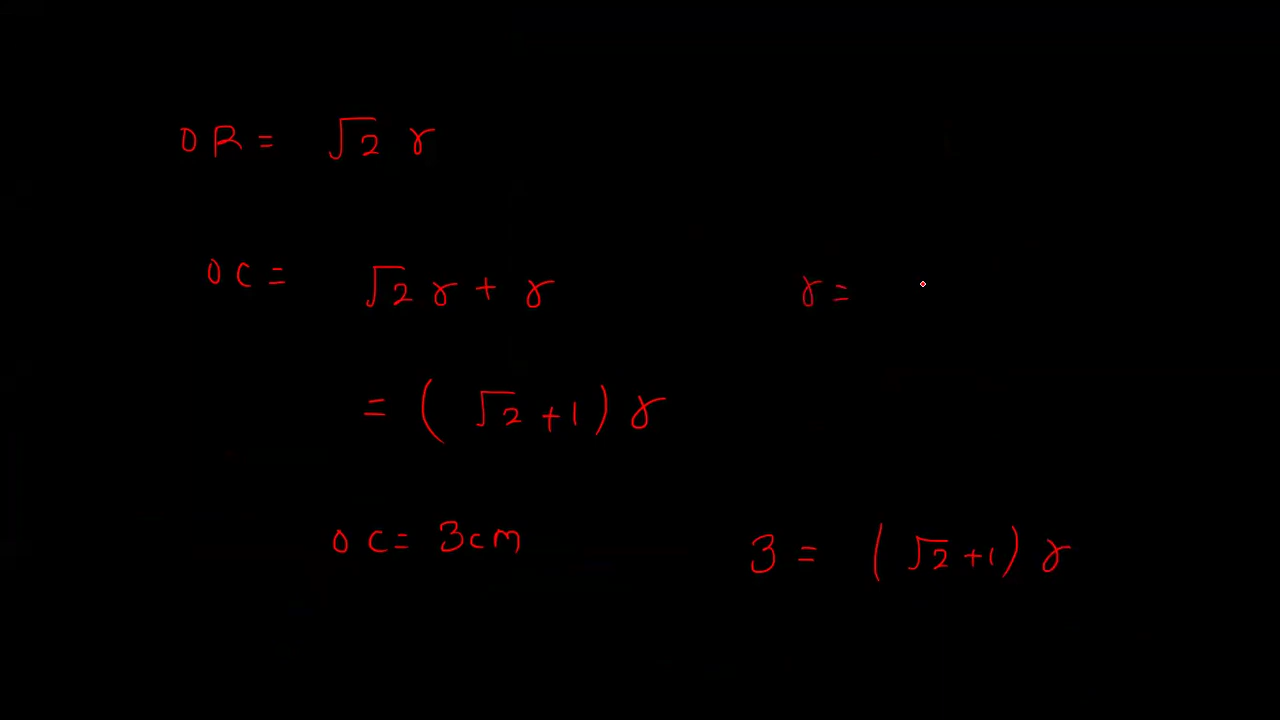 OR = √2 r
OC = √2 r + r
r =
= (√2 + 1) r
OC = 3cm
3 = (√2 + 1) r